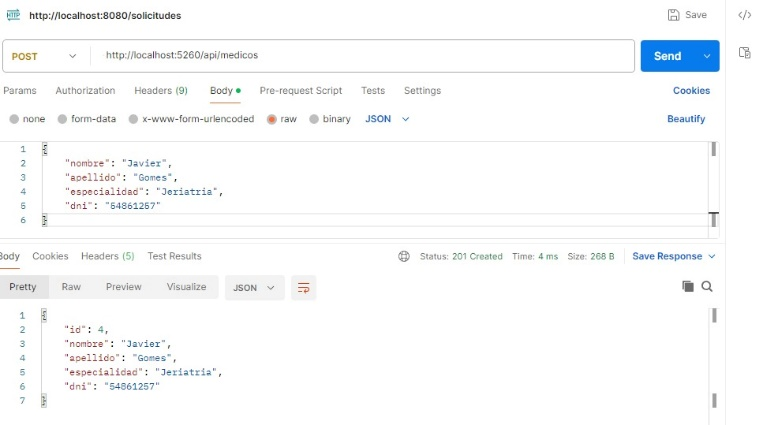 HTTP http://localhost:8080/solicitudes Save </>
POST http://localhost:5260/api/medicos Send
Params Authorization Headers (9) Body Pre-request Script Tests Settings Cookies
none form-data x-www-form-urlencoded raw binary JSON Beautify
1 {
2 "nombre": "Javier",
3 "apellido": "Gomes",
4 "especialidad": "Jeriatria",
5 "dni": "54861257"
6 }
Body Cookies Headers (5) Test Results Status: 201 Created Time: 4 ms Size: 268 B Save Response
Pretty Raw Preview Visualize JSON
1 {
2 "id": 4,
3 "nombre": "Javier",
4 "apellido": "Gomes",
5 "especialidad": "Jeriatria",
6 "dni": "54861257"
7 }